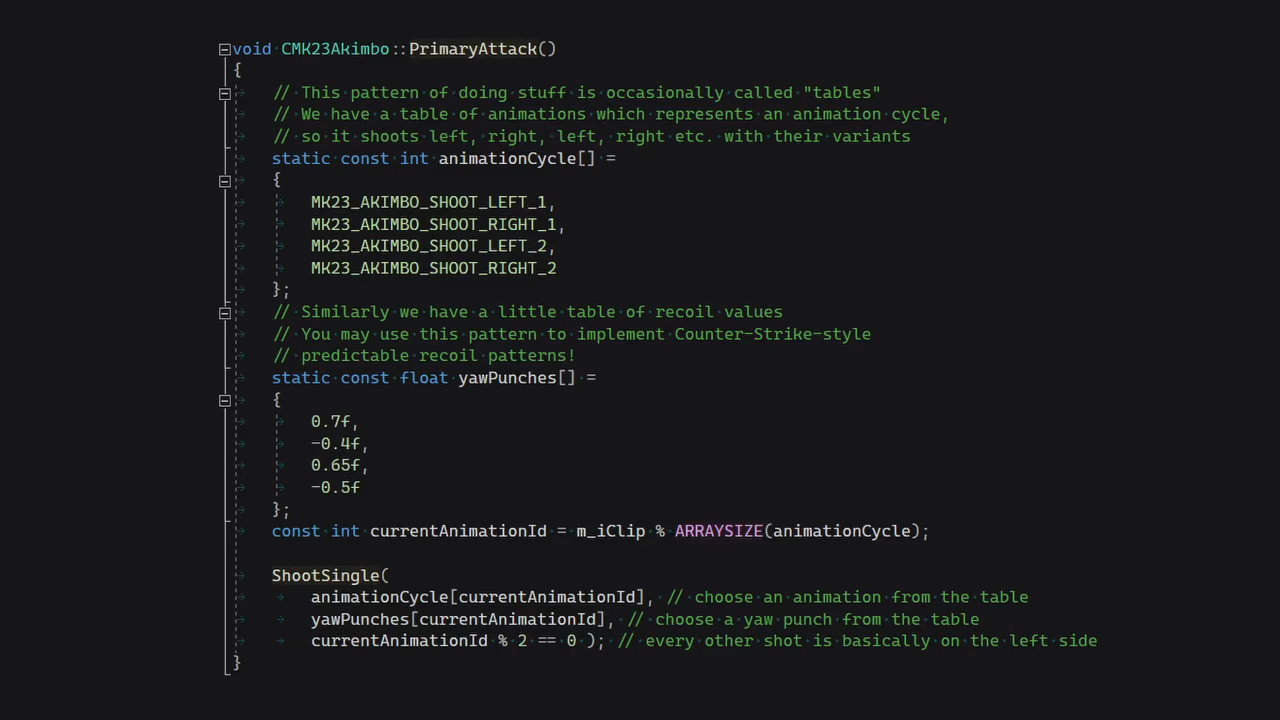 void CMK23Akimbo::PrimaryAttack()
{
// This pattern of doing stuff is occasionally called "tables"
// We have a table of animations which represents an animation cycle,
// so it shoots left, right, left, right etc. with their variants
static const int animationCycle[] =
{
MK23_AKIMBO_SHOOT_LEFT_1,
MK23_AKIMBO_SHOOT_RIGHT_1,
MK23_AKIMBO_SHOOT_LEFT_2,
MK23_AKIMBO_SHOOT_RIGHT_2
};
// Similarly we have a little table of recoil values
// You may use this pattern to implement Counter-Strike-style
// predictable recoil patterns!
static const float yawPunches[] =
{
0.7f,
-0.4f,
0.65f,
-0.5f
};
const int currentAnimationId = m_iClip % ARRAYSIZE(animationCycle);
ShootSingle(
animationCycle[currentAnimationId], // choose an animation from the table
yawPunches[currentAnimationId], // choose a yaw punch from the table
currentAnimationId % 2 == 0 ); // every other shot is basically on the left side
}